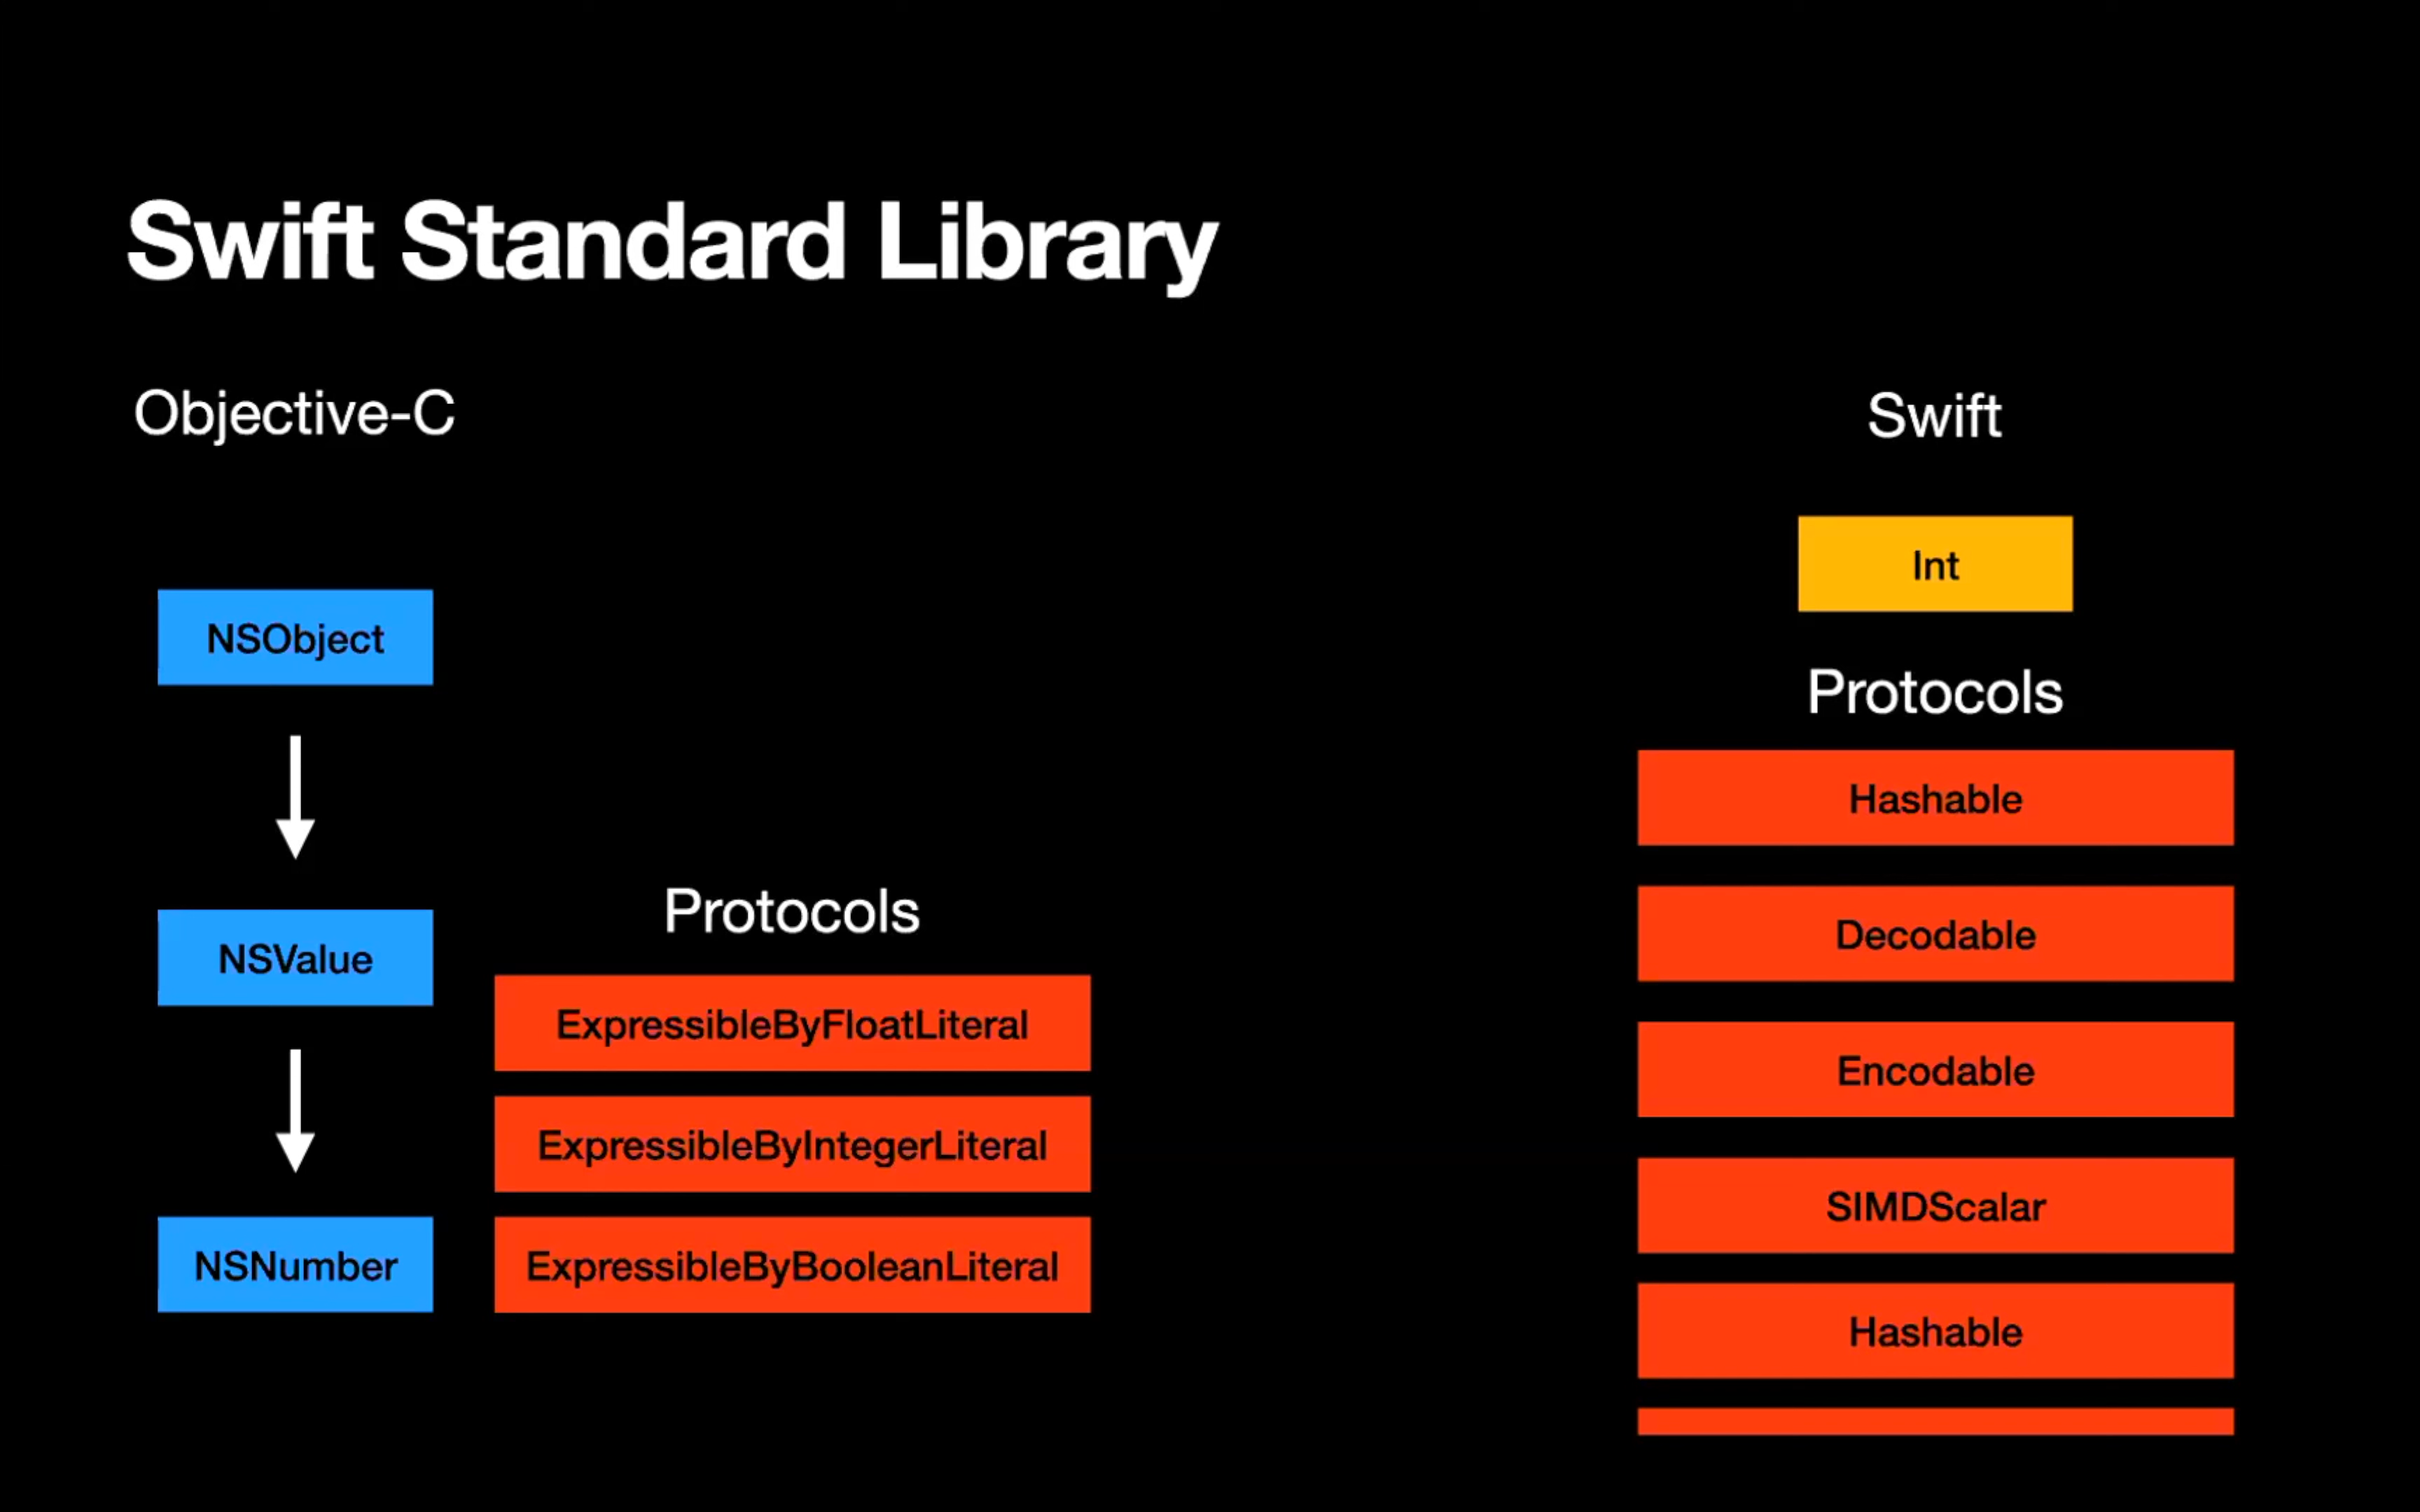 Swift Standard Library
Objective-C
NSObject
NSValue
NSNumber
Protocols
ExpressibleByFloatLiteral
ExpressibleByIntegerLiteral
ExpressibleByBooleanLiteral
Swift
Int
Protocols
Hashable
Decodable
Encodable
SIMDScalar
Hashable